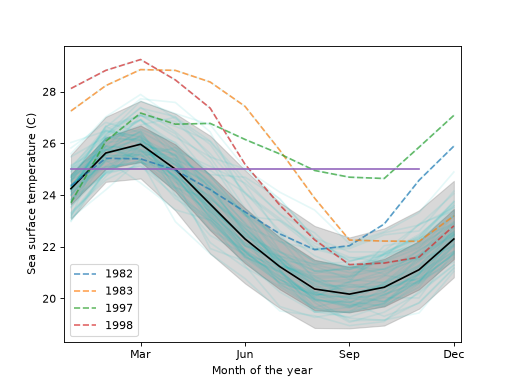 Sea surface temperature (C)
28
26
24
22
20
1982
1983
1997
1998
Mar
Jun
Sep
Dec
Month of the year